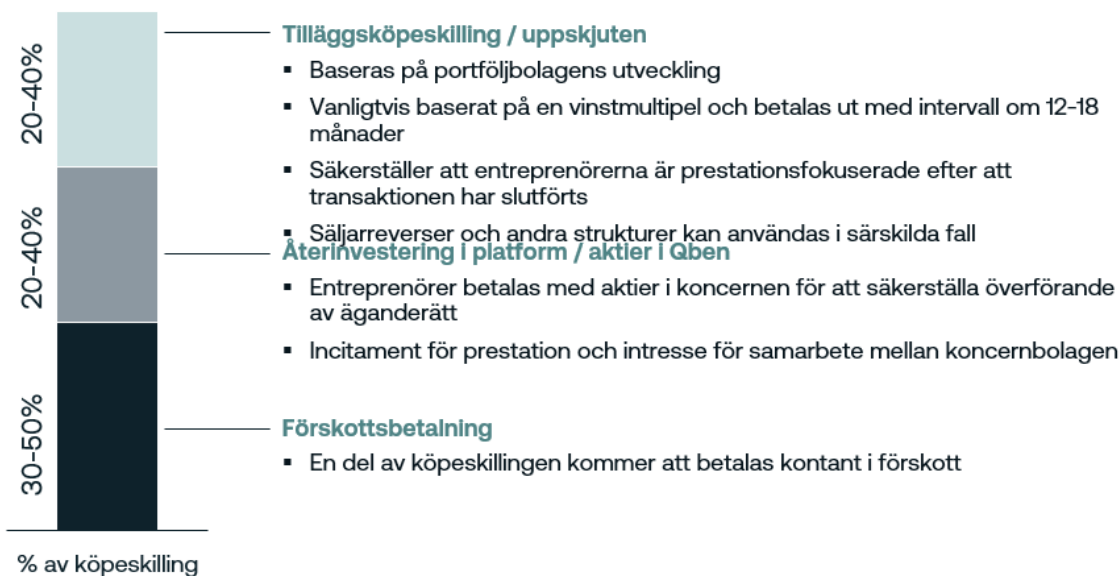 20-40%
Tilläggsköpeskilling / uppskjuten
▪ Baseras på portföljbolagens utveckling
▪ Vanligtvis baserat på en vinstmultipel och betalas ut med intervall om 12-18
månader
▪ Säkerställer att entreprenörerna är prestationsfokuserade efter att
transaktionen har slutförts
▪ Säljarreverser och andra strukturer kan användas i särskilda fall
20-40%
Återinvestering i platform / aktier i Qben
▪ Entreprenörer betalas med aktier i koncernen för att säkerställa överförande
av äganderätt
▪ Incitament för prestation och intresse för samarbete mellan koncernbolagen
30-50%
Förskottsbetalning
▪ En del av köpeskillingen kommer att betalas kontant i förskott
% av köpeskilling